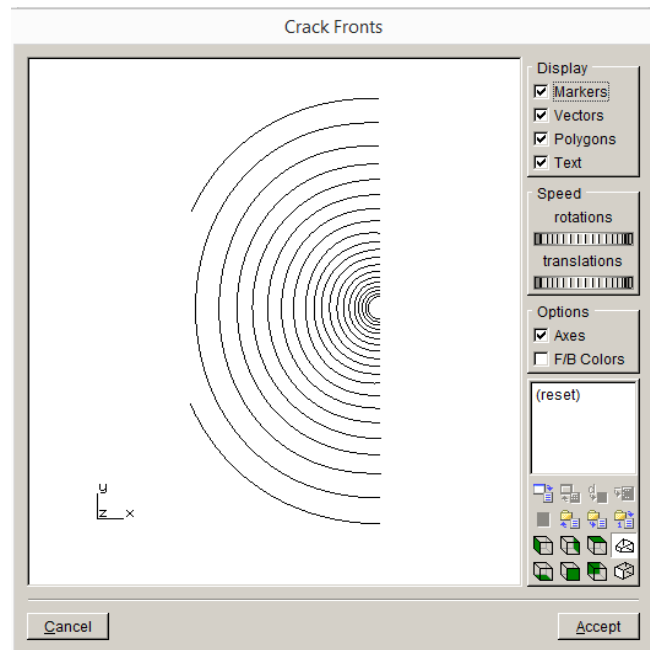 Crack Fronts
Display
Markers
Vectors
Polygons
Text
Speed
rotations
translations
Options
Axes
F/B Colors
(reset)
y
z x
Cancel
Accept